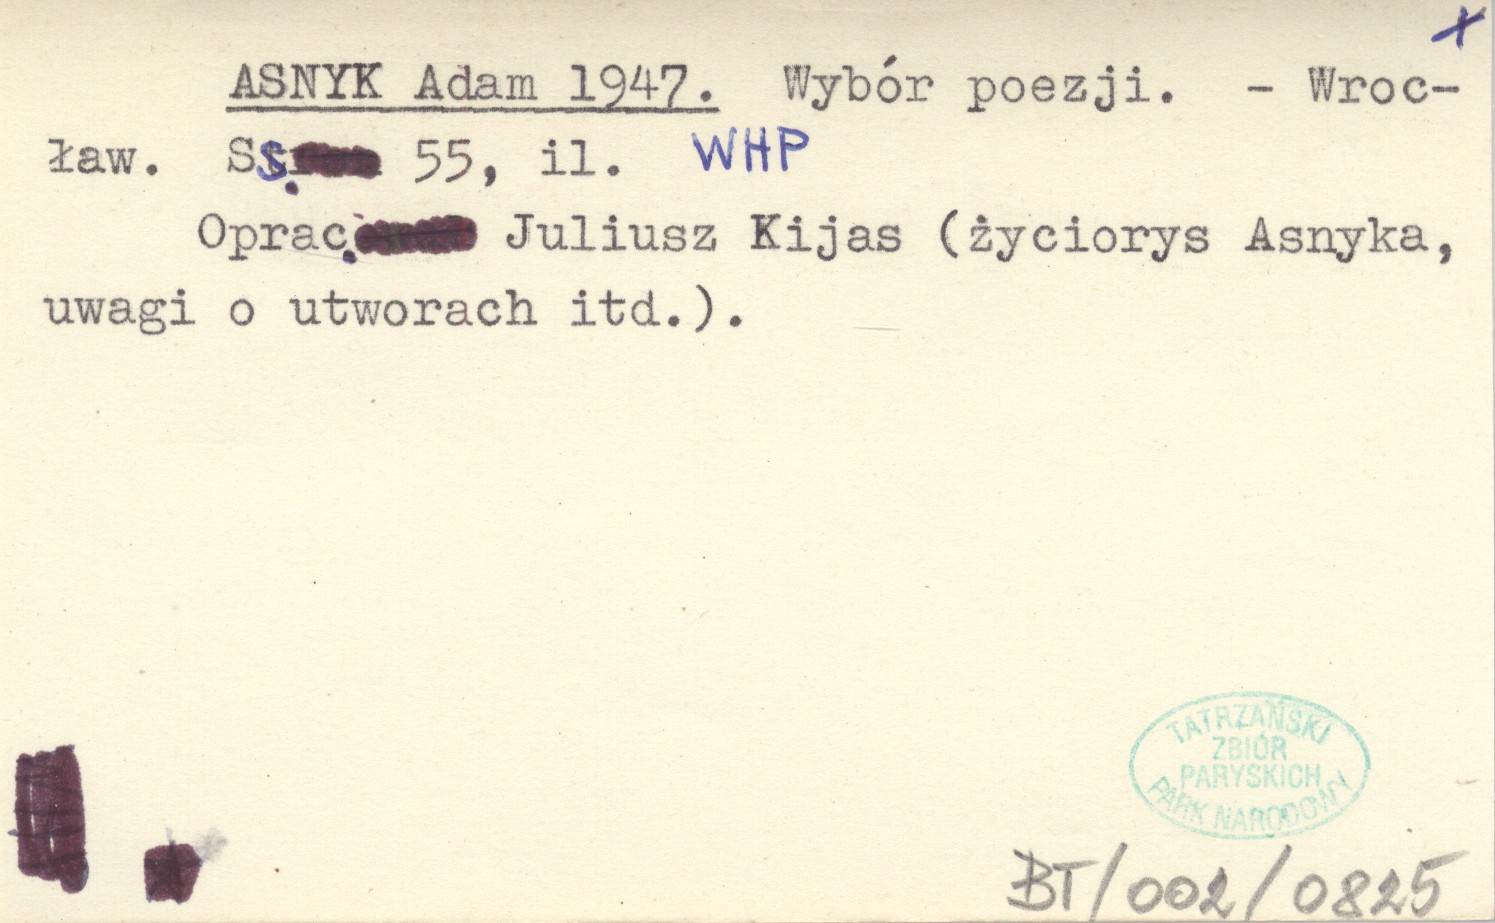 x
ASNYK Adam 1947. Wybór poezji. - Wroc-
ław. Ss. 55, il. WHP
Oprac. Juliusz Kijas (życiorys Asnyka,
uwagi o utworach itd.).
TATRZAŃSKI
ZBIÓR
PARYSKICH
PARK NARODOWY
BT/002/0825